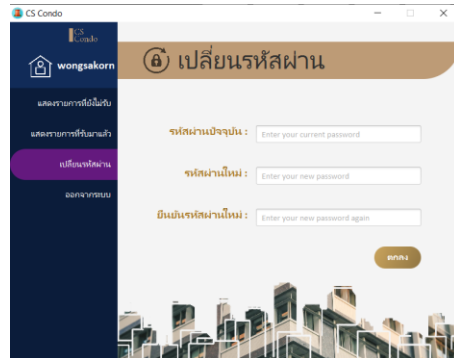 CS Condo
CS
Condo
wongsakorn
เปลี่ยนรหัสผ่าน
แสดงรายการที่ยังไม่รับ
แสดงรายการที่รับมาแล้ว
เปลี่ยนรหัสผ่าน
ออกจากระบบ
รหัสผ่านปัจจุบัน :
Enter your current password
รหัสผ่านใหม่ :
Enter your new password
ยืนยันรหัสผ่านใหม่ :
Enter your new password again
ตกลง